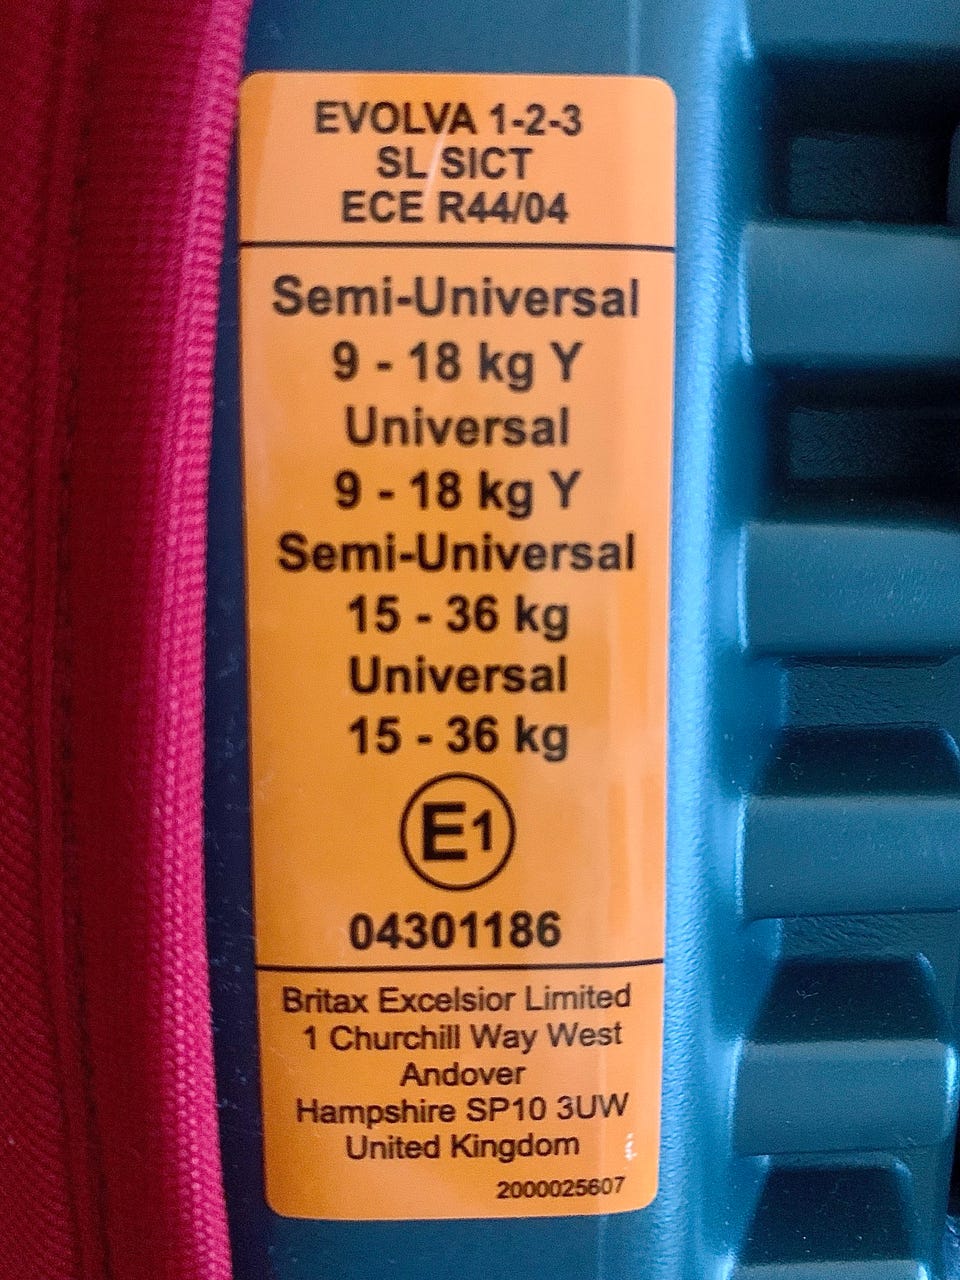 EVOLVA 1-2-3
SL SICT
ECE R44/04
Semi-Universal
9 - 18 kg Y
Universal
9 - 18 kg Y
Semi-Universal
15 - 36 kg
Universal
15 - 36 kg
E1
04301186
Britax Excelsior Limited
1 Churchill Way West
Andover
Hampshire SP10 3UW
United Kingdom
2000025607